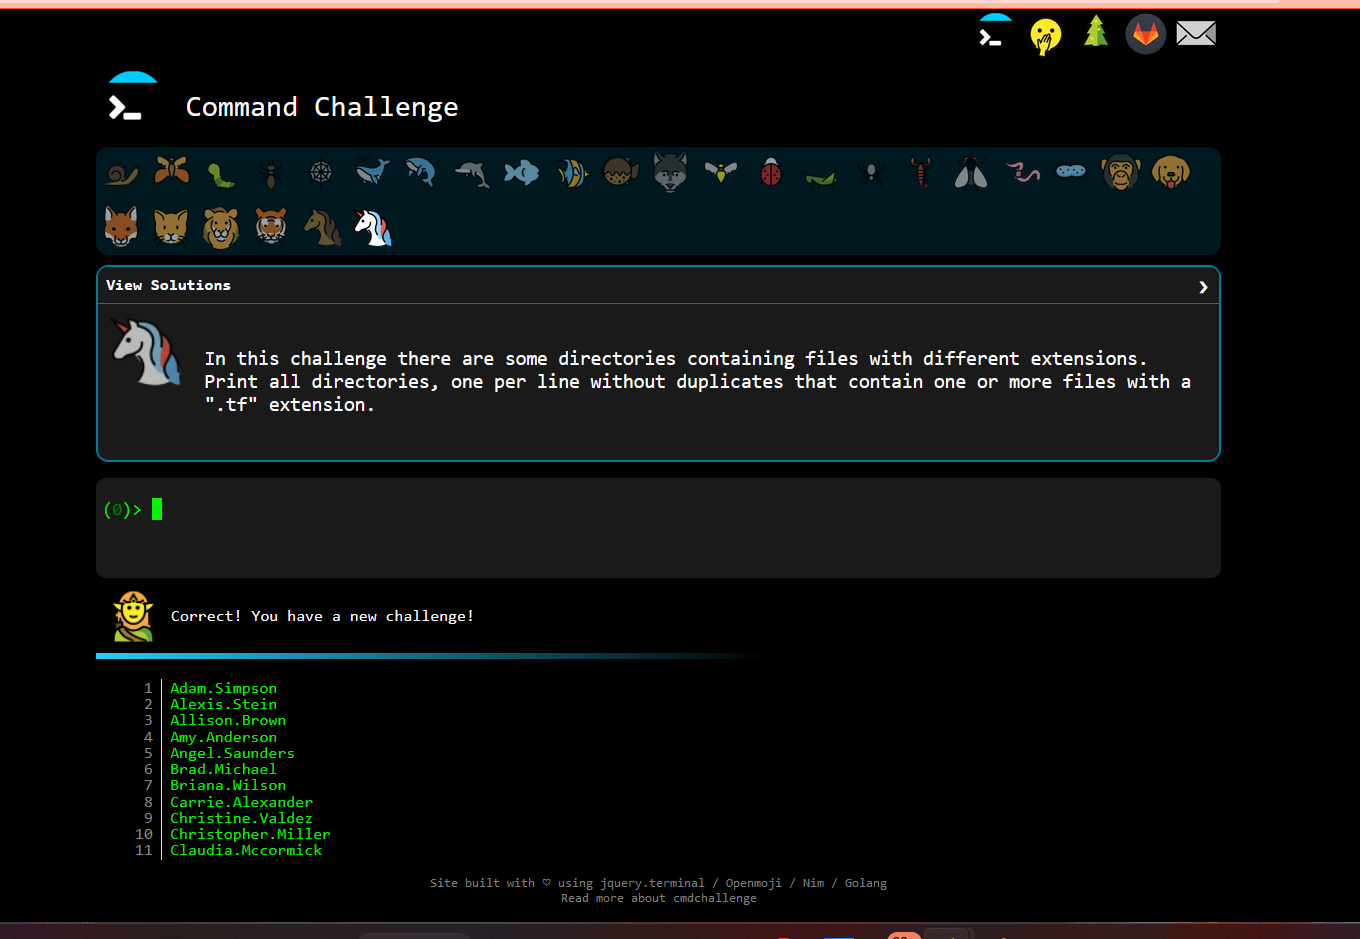 Command Challenge
View Solutions
In this challenge there are some directories containing files with different extensions.
Print all directories, one per line without duplicates that contain one or more files with a
".tf" extension.
(0)>
Correct! You have a new challenge!
1 Adam.Simpson
2 Alexis.Stein
3 Allison.Brown
4 Amy.Anderson
5 Angel.Saunders
6 Brad.Michael
7 Briana.Wilson
8 Carrie.Alexander
9 Christine.Valdez
10 Christopher.Miller
11 Claudia.Mccormick
Site built with ♡ using jquery.terminal / Openmoji / Nim / Golang
Read more about cmdchallenge